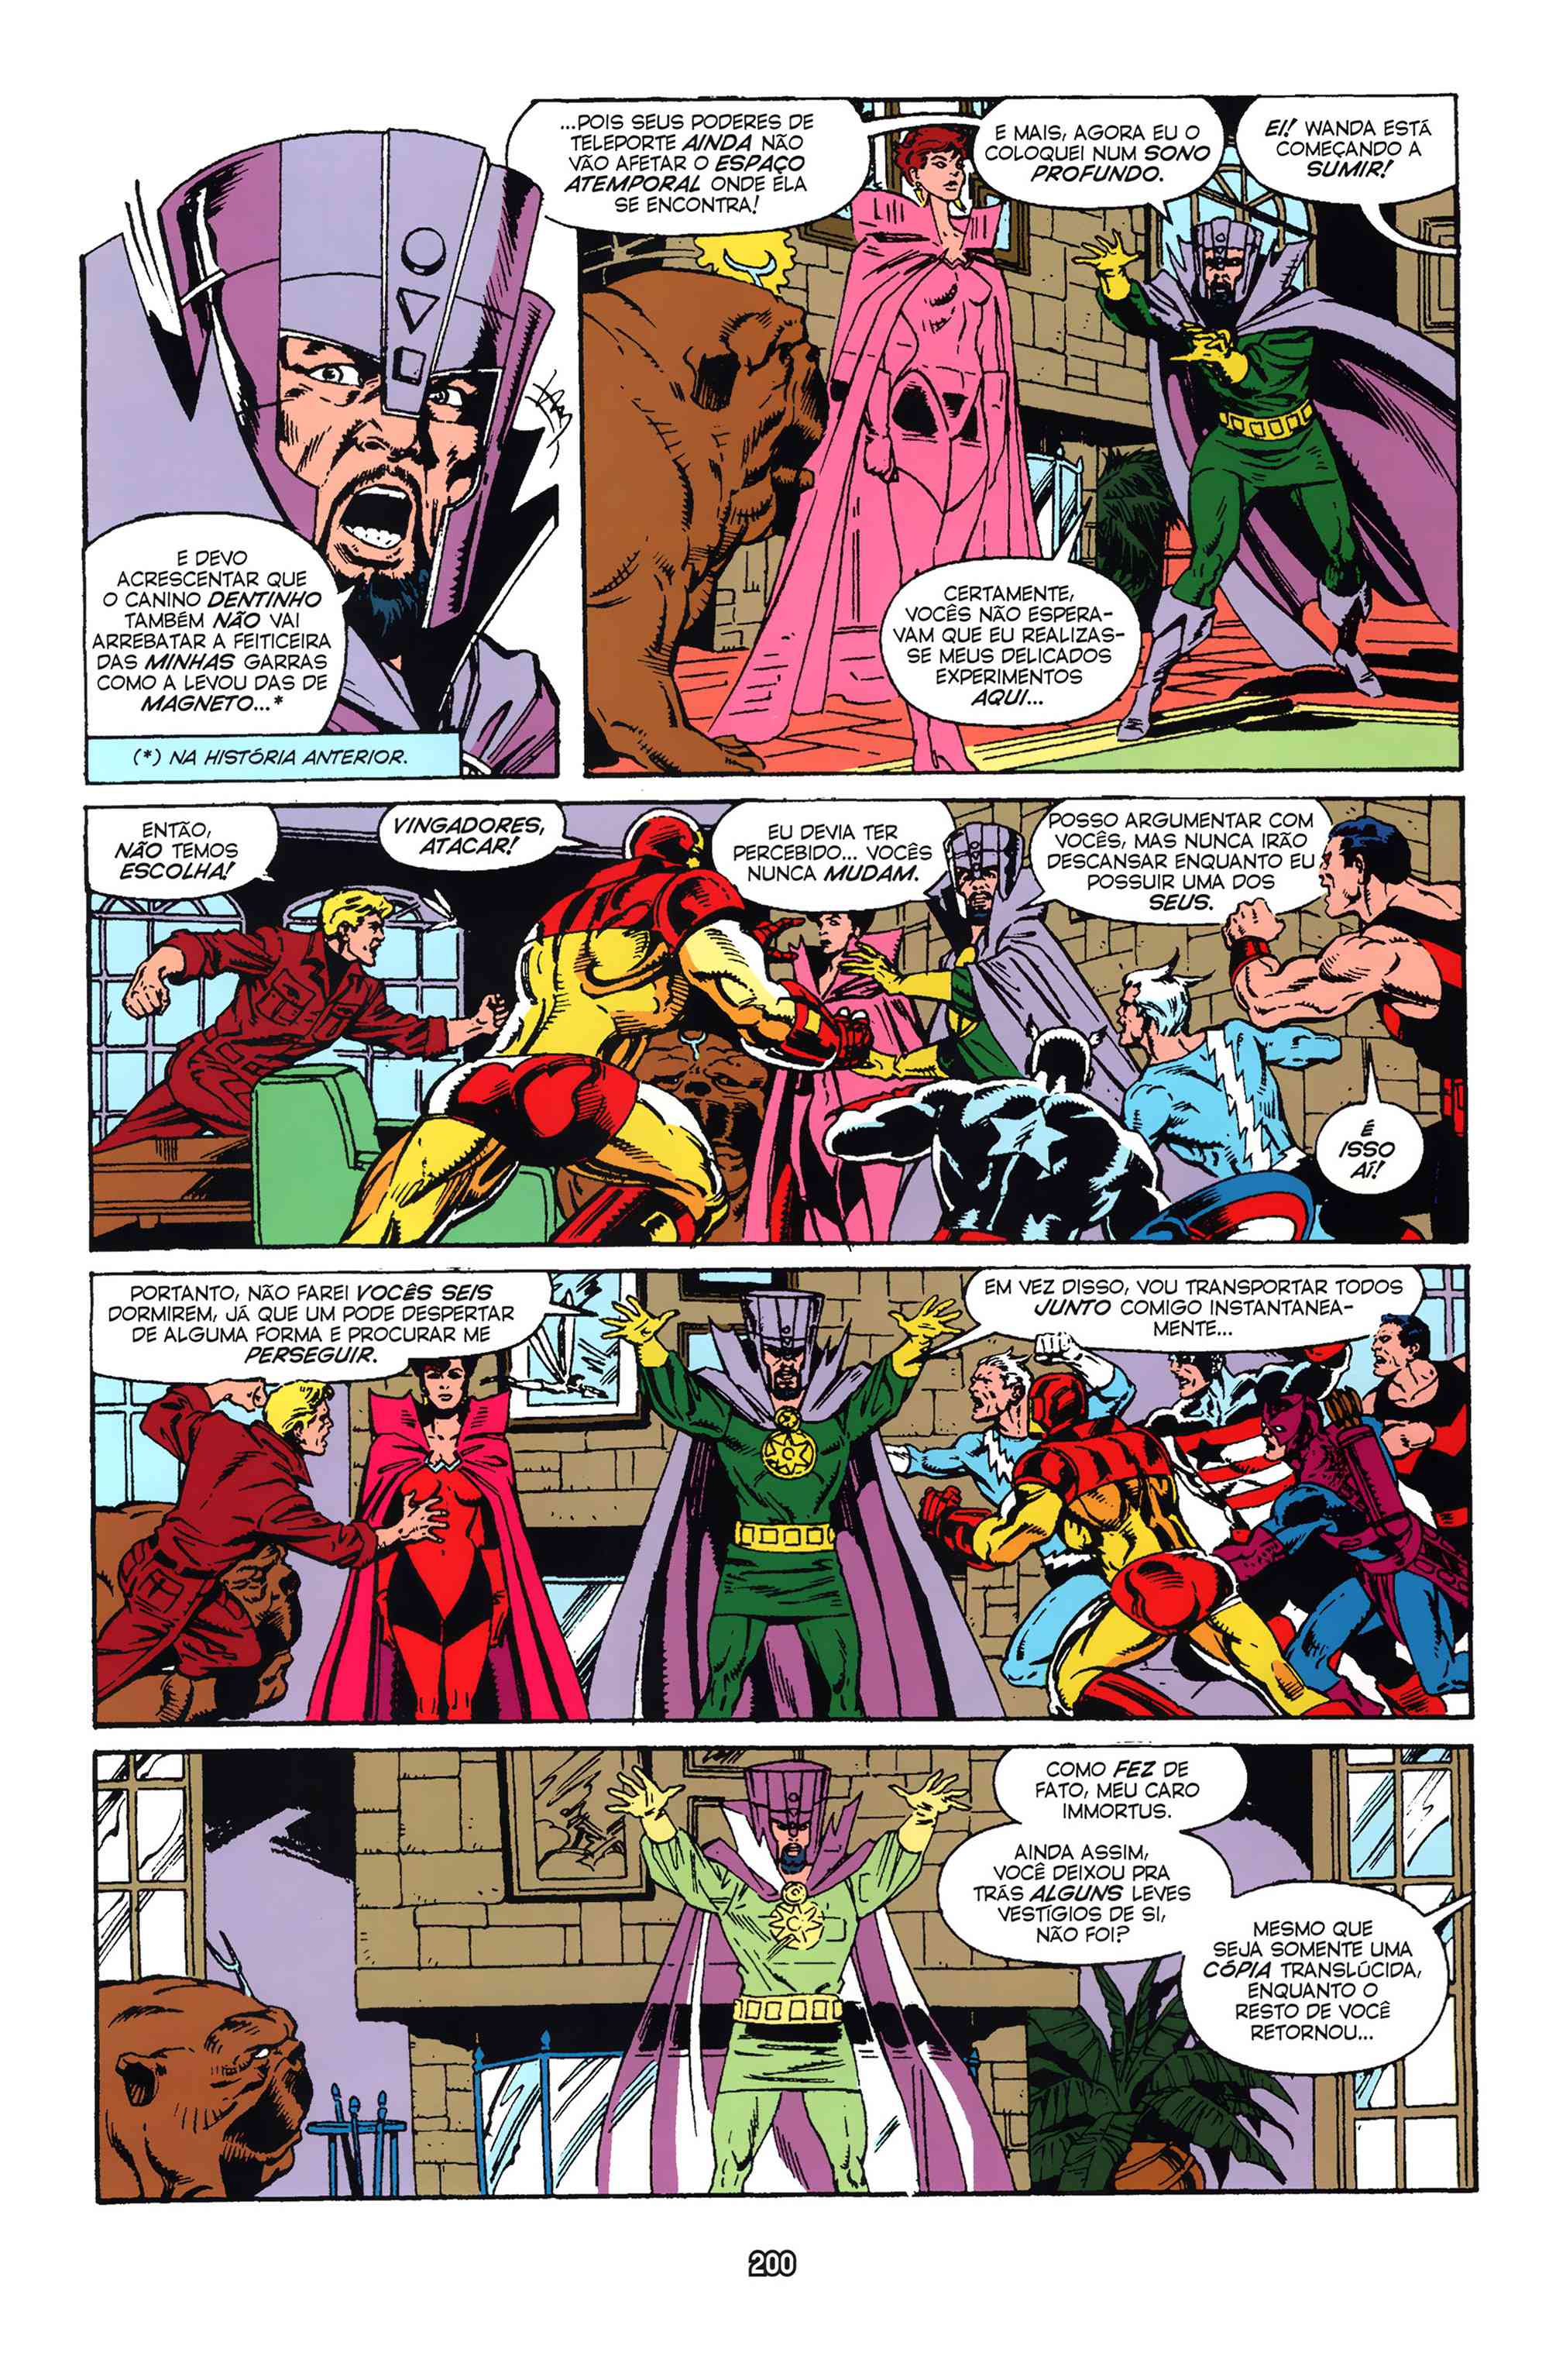 E DEVO
ACRESCENTAR QUE
O CANINO DENTINHO
TAMBÉM NÃO VAI
ARREBATAR A FEITICEIRA
DAS MINHAS GARRAS
COMO A LEVOU DAS DE
MAGNETO...*
(*) NA HISTÓRIA ANTERIOR.
...POIS SEUS PODERES DE
TELEPORTE AINDA NÃO
VÃO AFETAR O ESPAÇO
ATEMPORAL ONDE ELA
SE ENCONTRA!
E MAIS, AGORA EU O
COLOQUEI NUM SONO
PROFUNDO.
EI! WANDA ESTÁ
COMEÇANDO A
SUMIR!
CERTAMENTE,
VOCÊS NÃO ESPERA-
VAM QUE EU REALIZAS-
SE MEUS DELICADOS
EXPERIMENTOS
AQUI...
ENTÃO,
NÃO TEMOS
ESCOLHA!
VINGADORES,
ATACAR!
EU DEVIA TER
PERCEBIDO... VOCÊS
NUNCA MUDAM.
POSSO ARGUMENTAR COM
VOCÊS, MAS NUNCA IRÃO
DESCANSAR ENQUANTO EU
POSSUIR UMA DOS
SEUS.
É
ISSO
AÍ!
PORTANTO, NÃO FAREI VOCÊS SEIS
DORMIREM, JÁ QUE UM PODE DESPERTAR
DE ALGUMA FORMA E PROCURAR ME
PERSEGUIR.
EM VEZ DISSO, VOU TRANSPORTAR TODOS
JUNTO COMIGO INSTANTANEA-
MENTE...
COMO FEZ DE
FATO, MEU CARO
IMMORTUS.
AINDA ASSIM,
VOCÊ DEIXOU PRA
TRÁS ALGUNS LEVES
VESTÍGIOS DE SI,
NÃO FOI?
MESMO QUE
SEJA SOMENTE UMA
CÓPIA TRANSLÚCIDA,
ENQUANTO O
RESTO DE VOCÊ
RETORNOU...
200